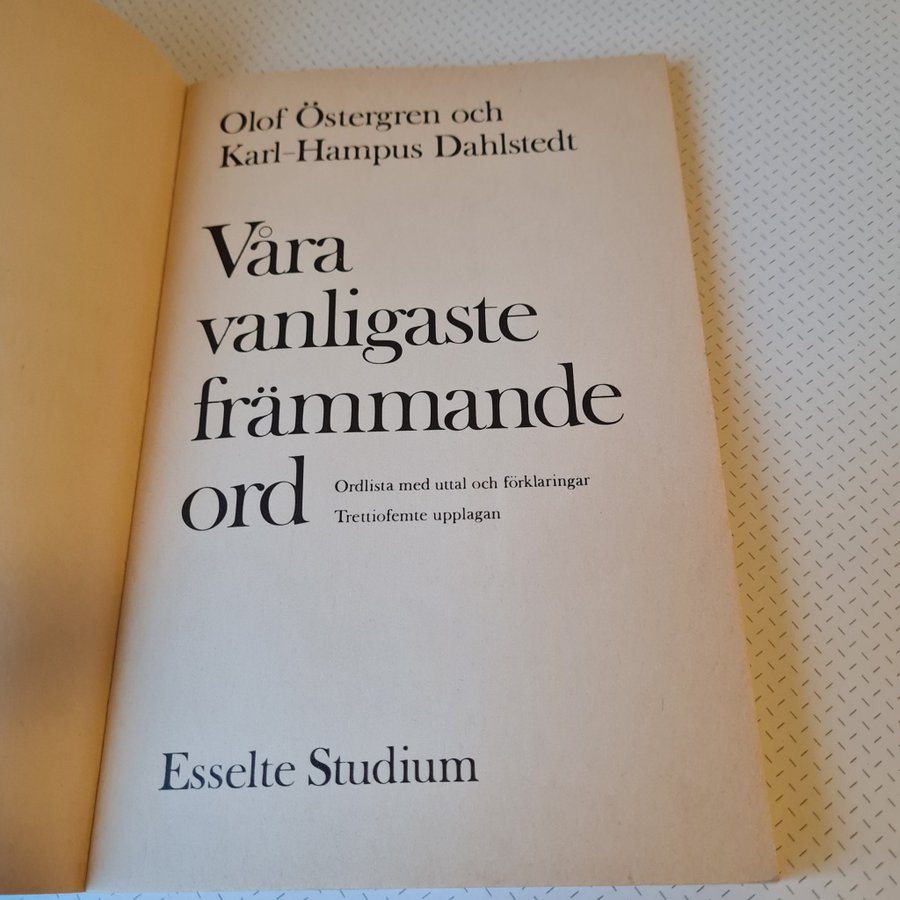 Olof Östergren och
Karl-Hampus Dahlstedt
Våra
vanligaste
främmande
ord
Ordlista med uttal och förklaringar
Trettiofemte upplagan
Esselte Studium